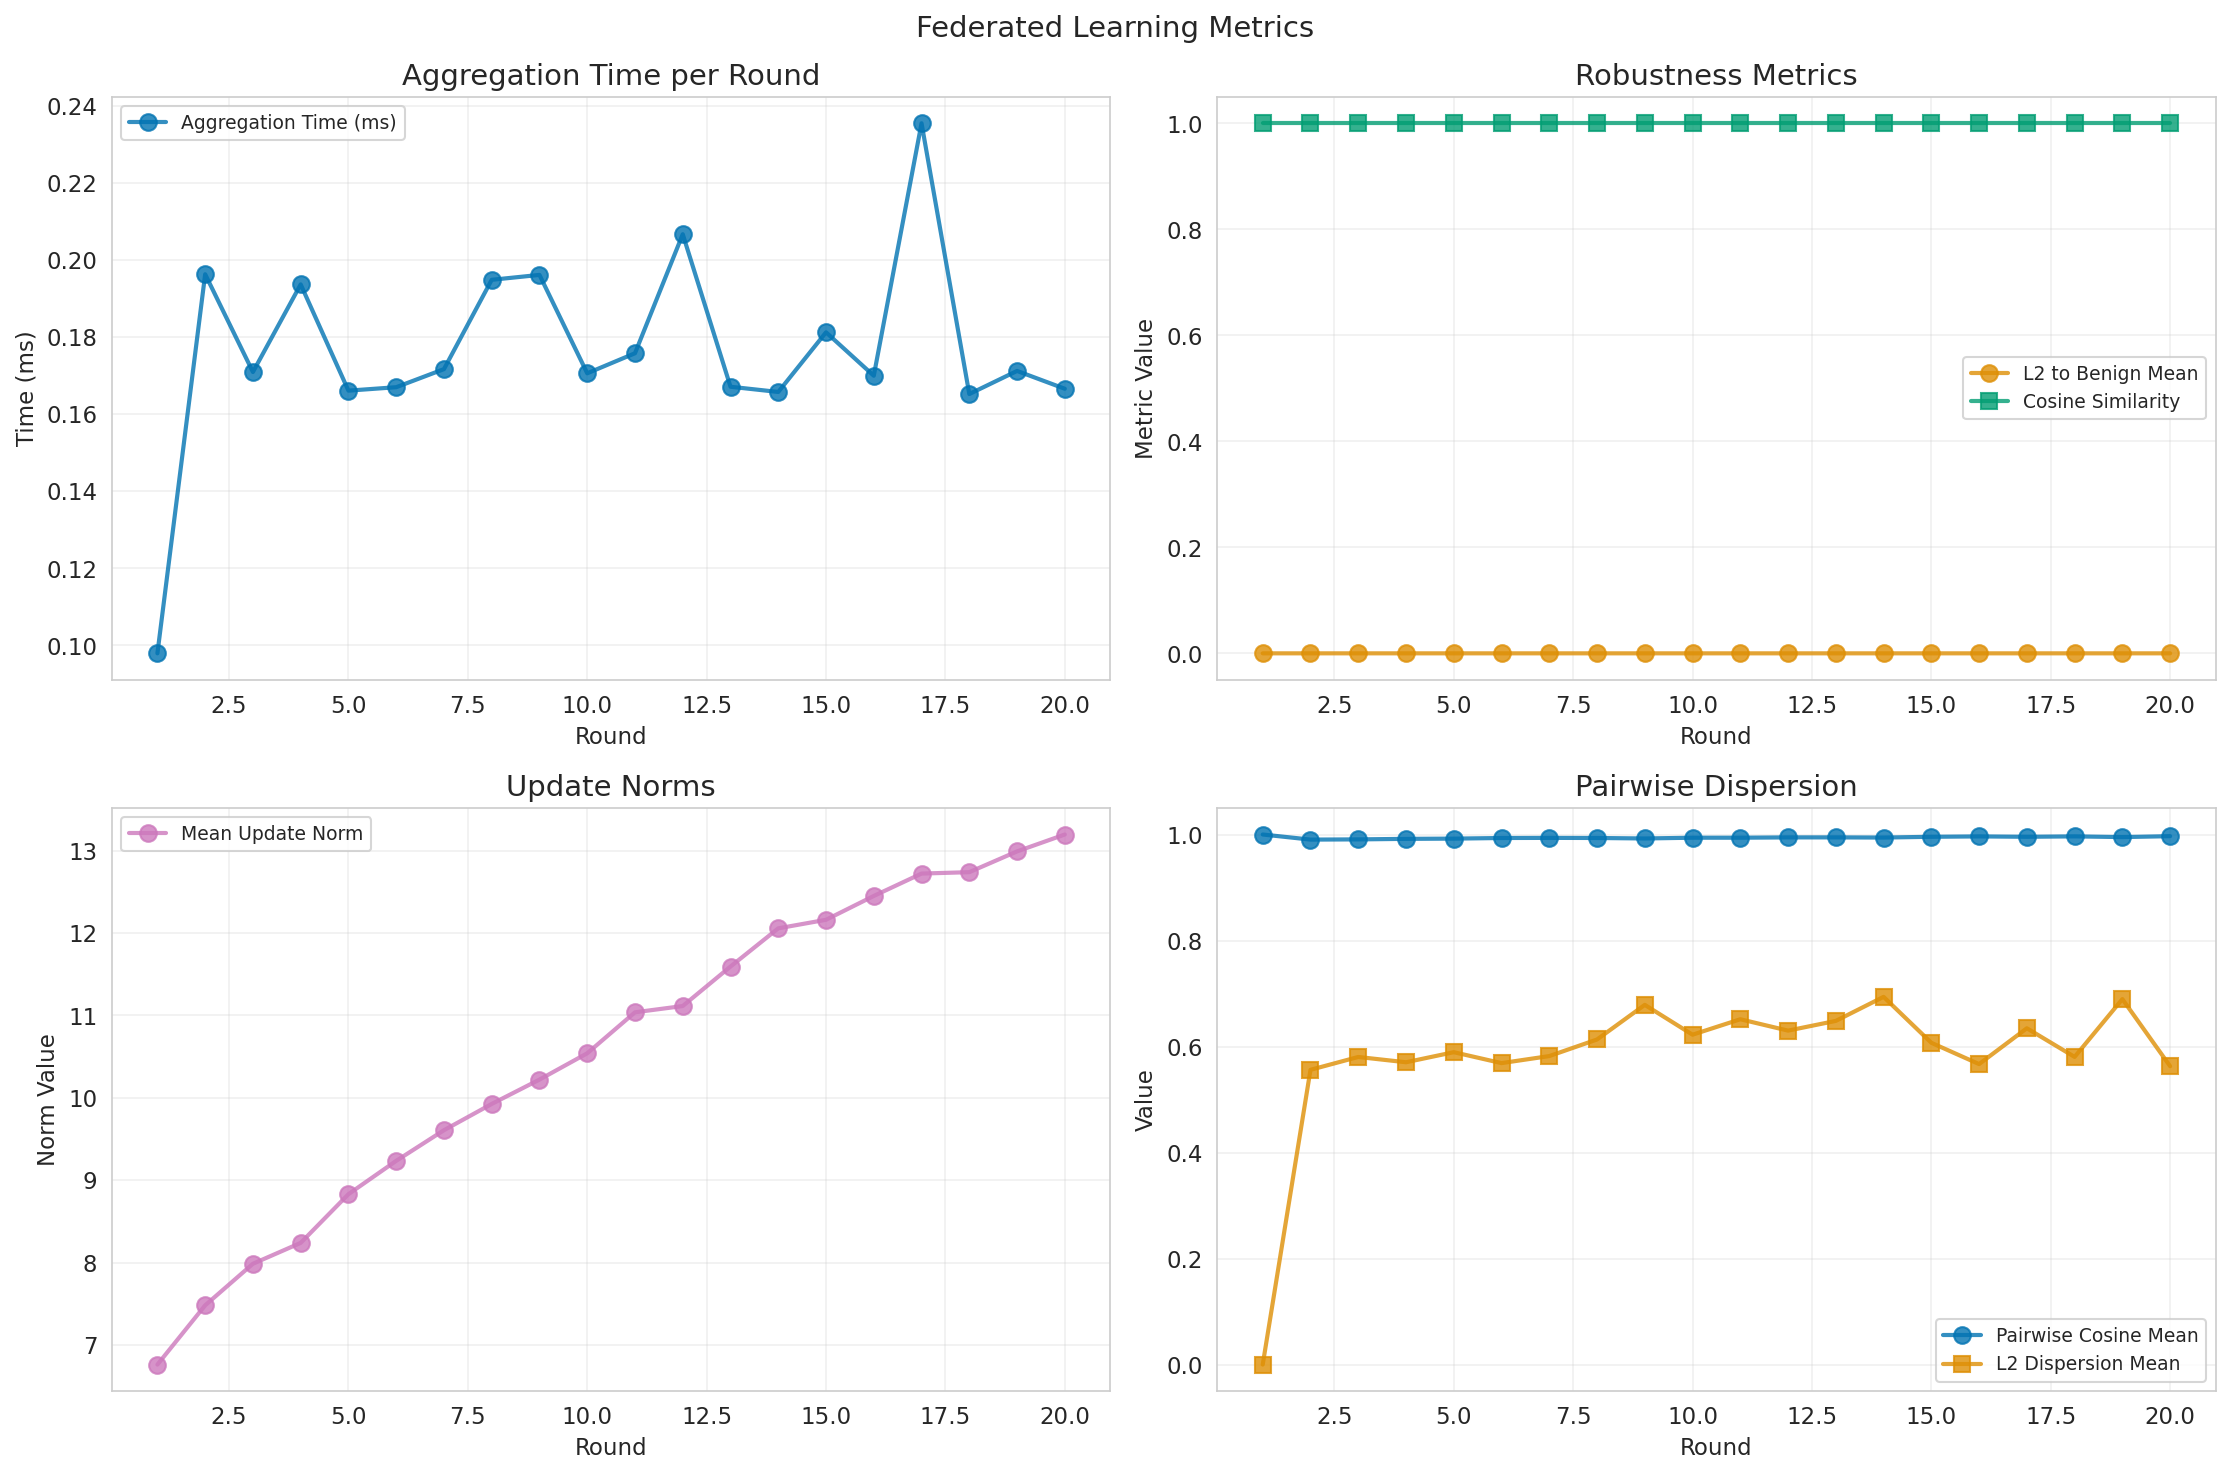 Federated Learning Metrics
Aggregation Time per Round
Aggregation Time (ms)
Time (ms)
0.24
0.22
0.20
0.18
0.16
0.14
0.12
0.10
2.5 5.0 7.5 10.0 12.5 15.0 17.5 20.0
Round
Robustness Metrics
L2 to Benign Mean
Cosine Similarity
Metric Value
1.0
0.8
0.6
0.4
0.2
0.0
2.5 5.0 7.5 10.0 12.5 15.0 17.5 20.0
Round
Update Norms
Mean Update Norm
Norm Value
13
12
11
10
9
8
7
2.5 5.0 7.5 10.0 12.5 15.0 17.5 20.0
Round
Pairwise Dispersion
Value
1.0
0.8
0.6
0.4
0.2
0.0
Pairwise Cosine Mean
L2 Dispersion Mean
2.5 5.0 7.5 10.0 12.5 15.0 17.5 20.0
Round